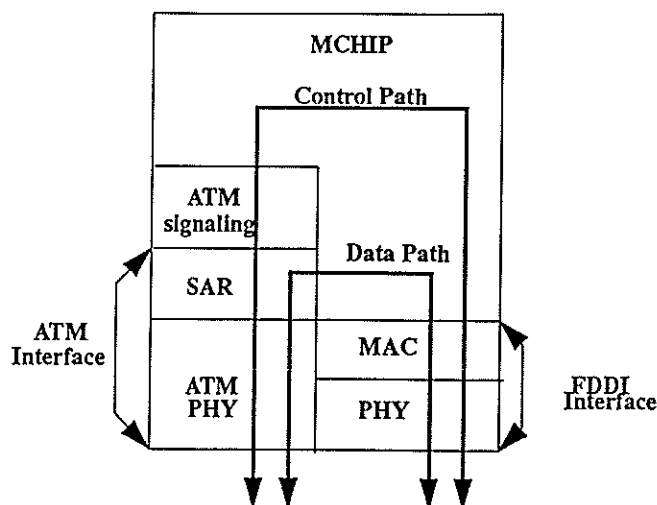 MCHIP
Control Path
ATM
signaling
Data Path
SAR
ATM
Interface
MAC
ATM
PHY
PHY
FDDI
Interface